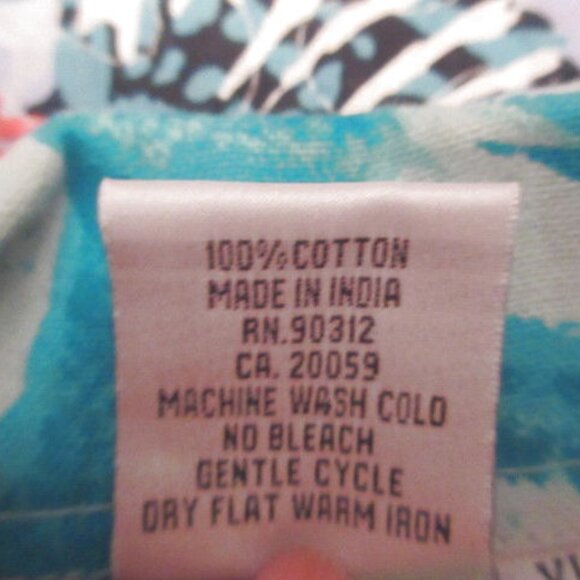 100% COTTON
MADE IN INDIA
RN.90312
CA. 20059
MACHINE WASH COLD
NO BLEACH
GENTLE CYCLE
DRY FLAT WARM IRON